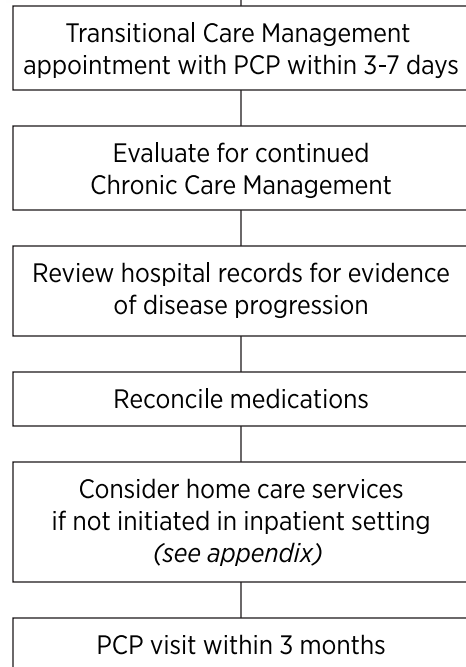 Transitional Care Management
appointment with PCP within 3-7 days
Evaluate for continued
Chronic Care Management
Review hospital records for evidence
of disease progression
Reconcile medications
Consider home care services
if not initiated in inpatient setting
(see appendix)
PCP visit within 3 months